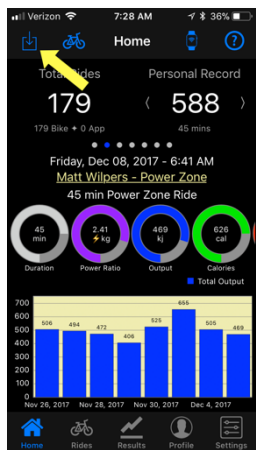 Verizon 7:28 AM 36%
Home ?
Total Rides Personal Record
179 〈 588 〉
179 Bike + 0 App 45 mins
Friday, Dec 08, 2017 - 6:41 AM
Matt Wilpers - Power Zone
45 min Power Zone Ride
45 2.41 469 626
min kg kj cal
Duration Power Ratio Output Calories
Total Output
700
655
600
506 494 472 525 505 469
500
406
400
300
200
100
0
Nov 26, 2017 Nov 28, 2017 Nov 30, 2017 Dec 4, 2017
Home Rides Results Profile Settings